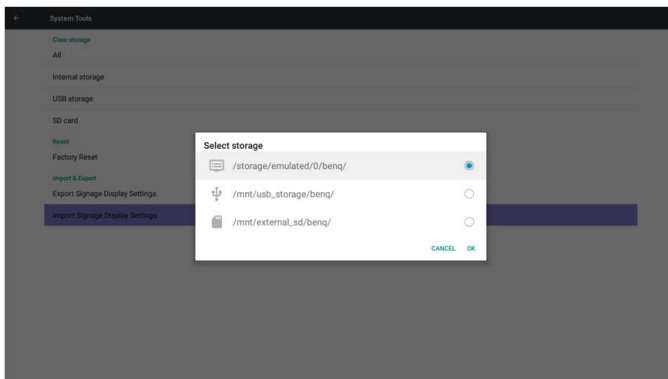 System Tools
Clear storage
All
Internal storage
USB storage
SD card
Reset
Factory Reset
Import & Export
Export Signage Display Settings
Import Signage Display Settings
Select storage
/storage/emulated/0/benq/
/mnt/usb_storage/benq/
/mnt/external_sd/benq/
CANCEL OK